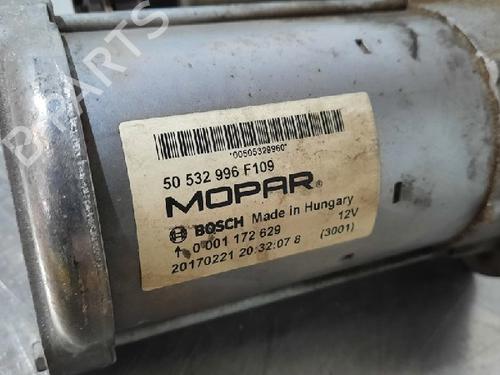 B PARTS
*00505329960*
50 532 996 F109
MOPAR®
BOSCH Made in Hungary
0 001 172 629 12V
20170221 20:32:07 8 (3001)